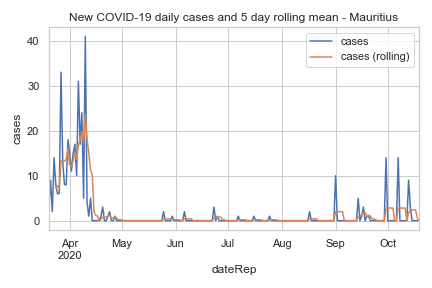 New COVID-19 daily cases and 5 day rolling mean - Mauritius
cases
cases (rolling)
cases
40
30
20
10
0
Apr
2020
May
Jun
Jul
Aug
Sep
Oct
dateRep